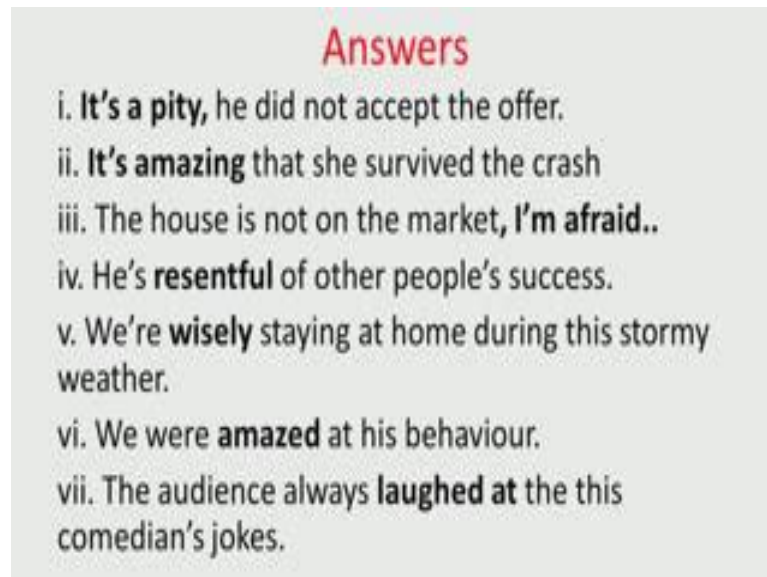 Answers
i. It's a pity, he did not accept the offer.
ii. It's amazing that she survived the crash
iii. The house is not on the market, I'm afraid..
iv. He's resentful of other people's success.
v. We're wisely staying at home during this stormy
weather.
vi. We were amazed at his behaviour.
vii. The audience always laughed at the this
comedian's jokes.